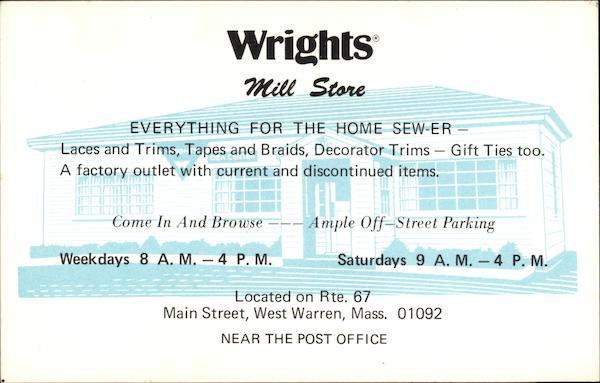 Wrights®
Mill Store
EVERYTHING FOR THE HOME SEW-ER —
Laces and Trims, Tapes and Braids, Decorator Trims — Gift Ties too.
A factory outlet with current and discontinued items.
Come In And Browse ——— Ample Off-Street Parking
Weekdays 8 A. M. — 4 P. M. Saturdays 9 A. M. — 4 P. M.
Located on Rte. 67
Main Street, West Warren, Mass. 01092
NEAR THE POST OFFICE